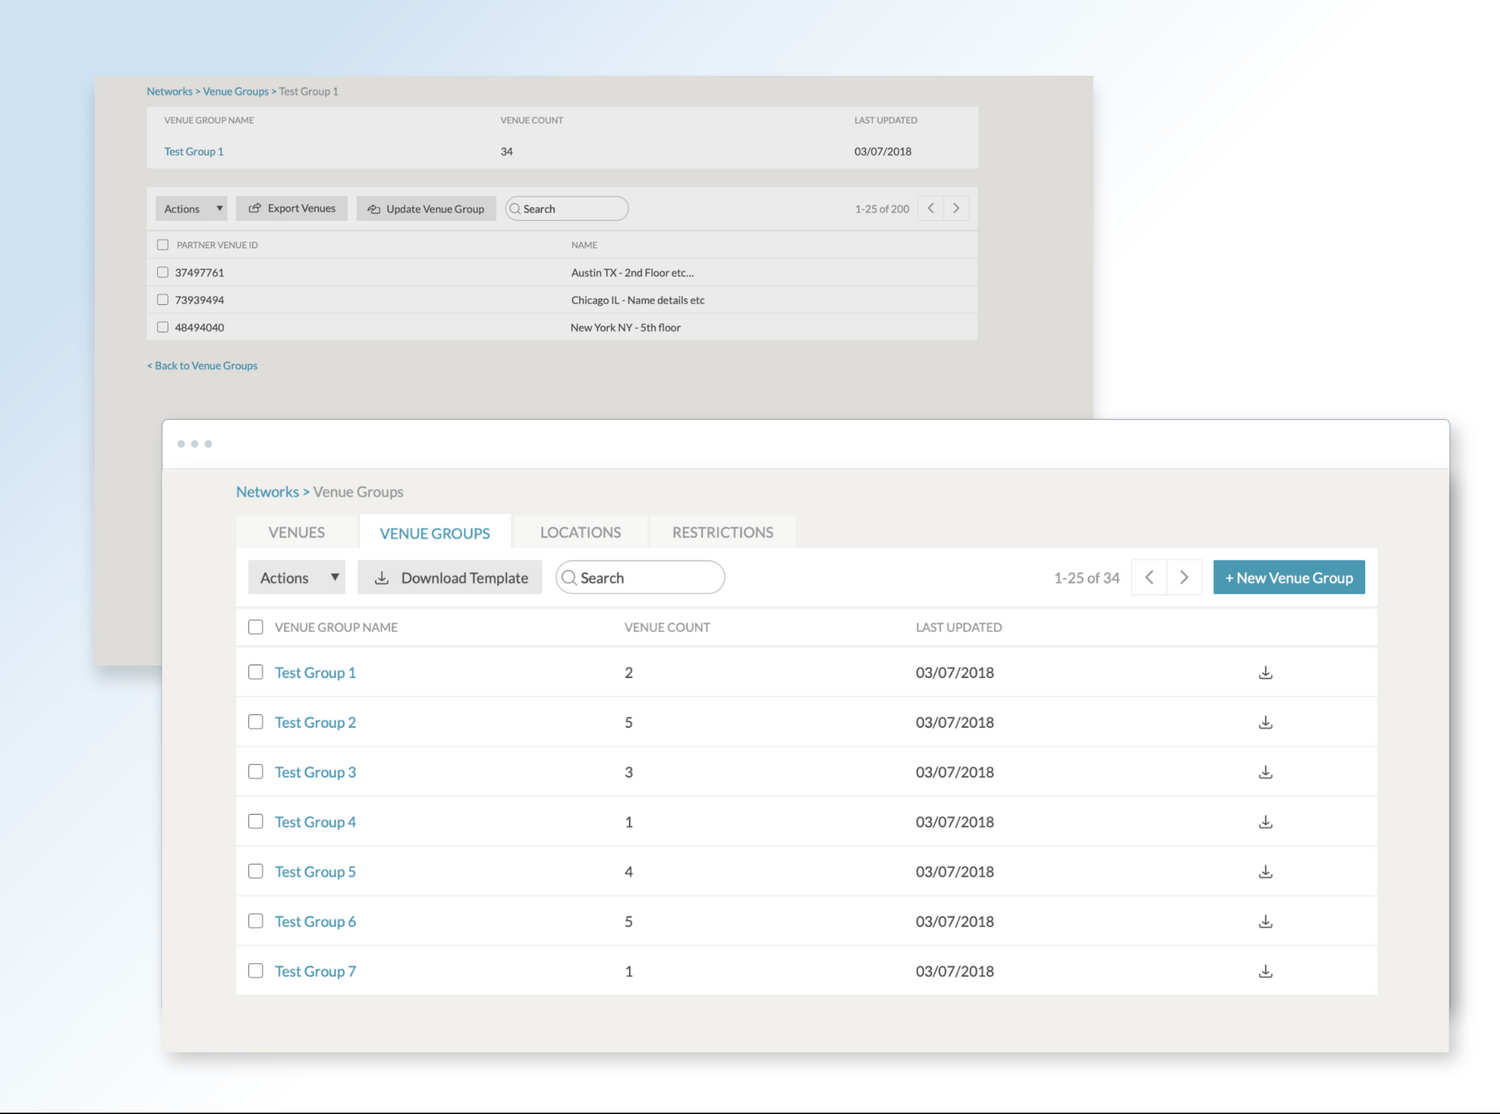 Networks > Venue Groups > Test Group 1
VENUE GROUP NAME VENUE COUNT LAST UPDATED
Test Group 1 34 03/07/2018
Actions Export Venues Update Venue Group Search 1-25 of 200
PARTNER VENUE ID NAME
37497761 Austin TX - 2nd Floor etc...
73939494 Chicago IL - Name details etc
48494040 New York NY - 5th floor
< Back to Venue Groups
Networks > Venue Groups
VENUES VENUE GROUPS LOCATIONS RESTRICTIONS
Actions Download Template Search 1-25 of 34 + New Venue Group
VENUE GROUP NAME VENUE COUNT LAST UPDATED
Test Group 1 2 03/07/2018
Test Group 2 5 03/07/2018
Test Group 3 3 03/07/2018
Test Group 4 1 03/07/2018
Test Group 5 4 03/07/2018
Test Group 6 5 03/07/2018
Test Group 7 1 03/07/2018